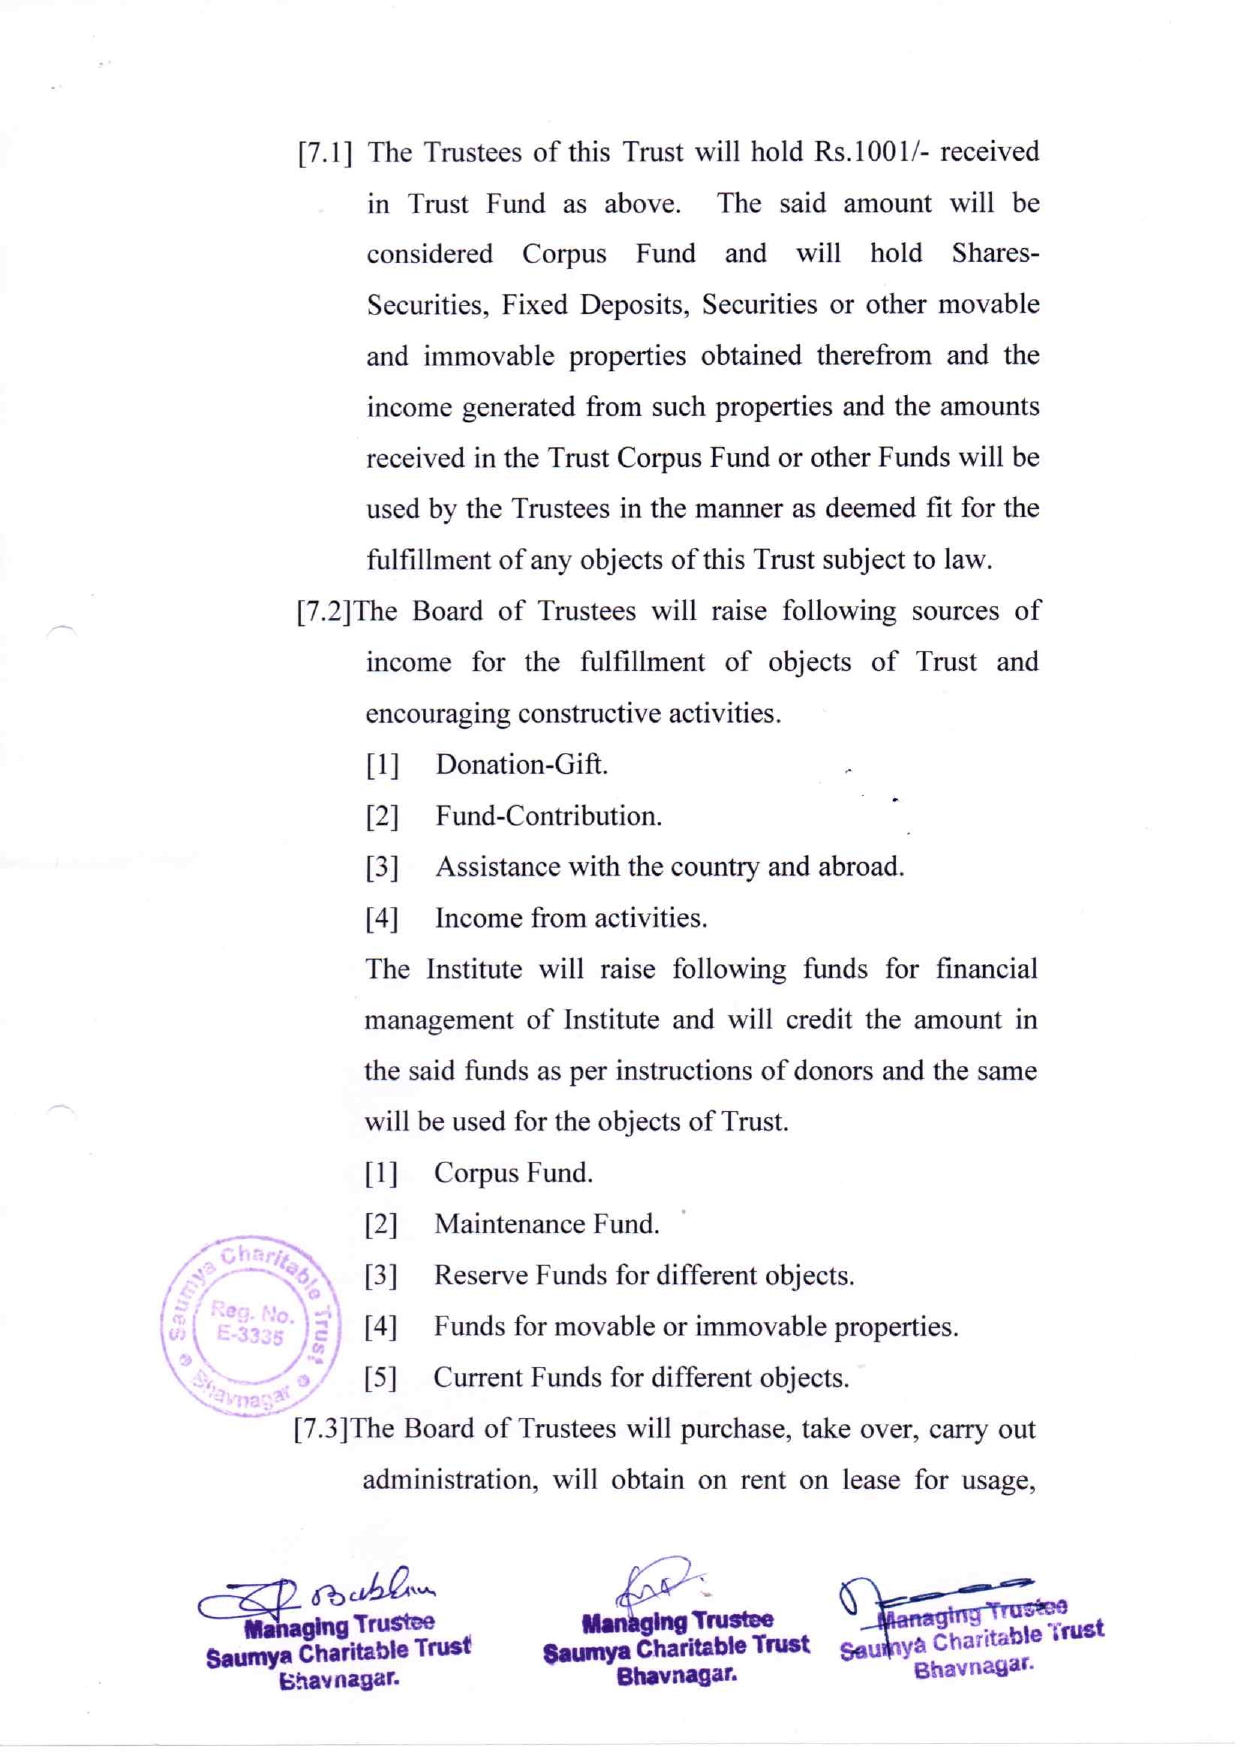 [7.1] The Trustees of this Trust will hold Rs.1001/- received
in Trust Fund as above. The said amount will be
considered Corpus Fund and will hold Shares-
Securities, Fixed Deposits, Securities or other movable
and immovable properties obtained therefrom and the
income generated from such properties and the amounts
received in the Trust Corpus Fund or other Funds will be
used by the Trustees in the manner as deemed fit for the
fulfillment of any objects of this Trust subject to law.
[7.2]The Board of Trustees will raise following sources of
income for the fulfillment of objects of Trust and
encouraging constructive activities.
[1] Donation-Gift.
[2] Fund-Contribution.
[3] Assistance with the country and abroad.
[4] Income from activities.
The Institute will raise following funds for financial
management of Institute and will credit the amount in
the said funds as per instructions of donors and the same
will be used for the objects of Trust.
[1] Corpus Fund.
[2] Maintenance Fund.
[3] Reserve Funds for different objects.
[4] Funds for movable or immovable properties.
[5] Current Funds for different objects.
Saumya Charitable Trust
Bhavnagar
Reg. No.
E-3335
[7.3]The Board of Trustees will purchase, take over, carry out
administration, will obtain on rent on lease for usage,
Managing Trustee
Saumya Charitable Trust
Bhavnagar.
Managing Trustee
Saumya Charitable Trust
Bhavnagar.
Managing Trustee
Saumya Charitable Trust
Bhavnagar.